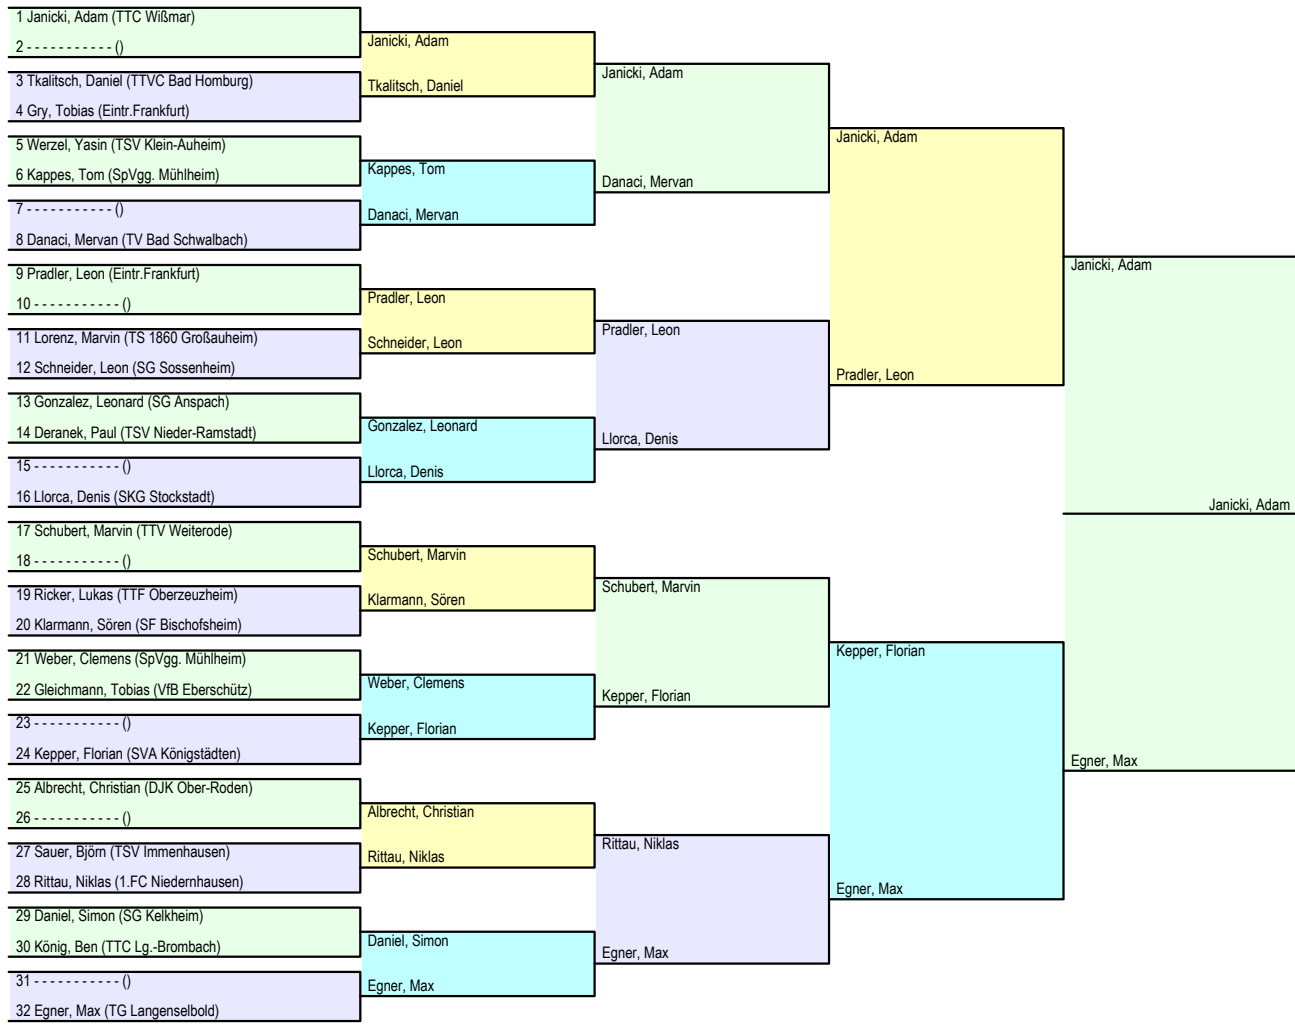 1 Janicki, Adam (TTC Wißmar)
2 - - - - - - - - - - - ()
3 Tkalitsch, Daniel (TTVC Bad Homburg)
4 Gry, Tobias (Eintr.Frankfurt)
5 Werzel, Yasin (TSV Klein-Auheim)
6 Kappes, Tom (SpVgg. Mühlheim)
7 - - - - - - - - - - - ()
8 Danaci, Mervan (TV Bad Schwalbach)
9 Pradler, Leon (Eintr.Frankfurt)
10 - - - - - - - - - - - ()
11 Lorenz, Marvin (TS 1860 Großauheim)
12 Schneider, Leon (SG Sossenheim)
13 Gonzalez, Leonard (SG Anspach)
14 Deranek, Paul (TSV Nieder-Ramstadt)
15 - - - - - - - - - - - ()
16 Llorca, Denis (SKG Stockstadt)
17 Schubert, Marvin (TTV Weiterode)
18 - - - - - - - - - - - ()
19 Ricker, Lukas (TTF Oberzeuzheim)
20 Klarmann, Sören (SF Bischofsheim)
21 Weber, Clemens (SpVgg. Mühlheim)
22 Gleichmann, Tobias (VfB Eberschütz)
23 - - - - - - - - - - - ()
24 Kepper, Florian (SVA Königstädten)
25 Albrecht, Christian (DJK Ober-Roden)
26 - - - - - - - - - - - ()
27 Sauer, Björn (TSV Immenhausen)
28 Rittau, Niklas (1.FC Niedernhausen)
29 Daniel, Simon (SG Kelkheim)
30 König, Ben (TTC Lg.-Brombach)
31 - - - - - - - - - - - ()
32 Egner, Max (TG Langenselbold)
Janicki, Adam
Tkalitsch, Daniel
Kappes, Tom
Danaci, Mervan
Pradler, Leon
Schneider, Leon
Gonzalez, Leonard
Llorca, Denis
Schubert, Marvin
Klarmann, Sören
Weber, Clemens
Kepper, Florian
Albrecht, Christian
Rittau, Niklas
Daniel, Simon
Egner, Max
Janicki, Adam
Danaci, Mervan
Pradler, Leon
Llorca, Denis
Schubert, Marvin
Kepper, Florian
Rittau, Niklas
Egner, Max
Janicki, Adam
Pradler, Leon
Kepper, Florian
Egner, Max
Janicki, Adam
Egner, Max
Janicki, Adam